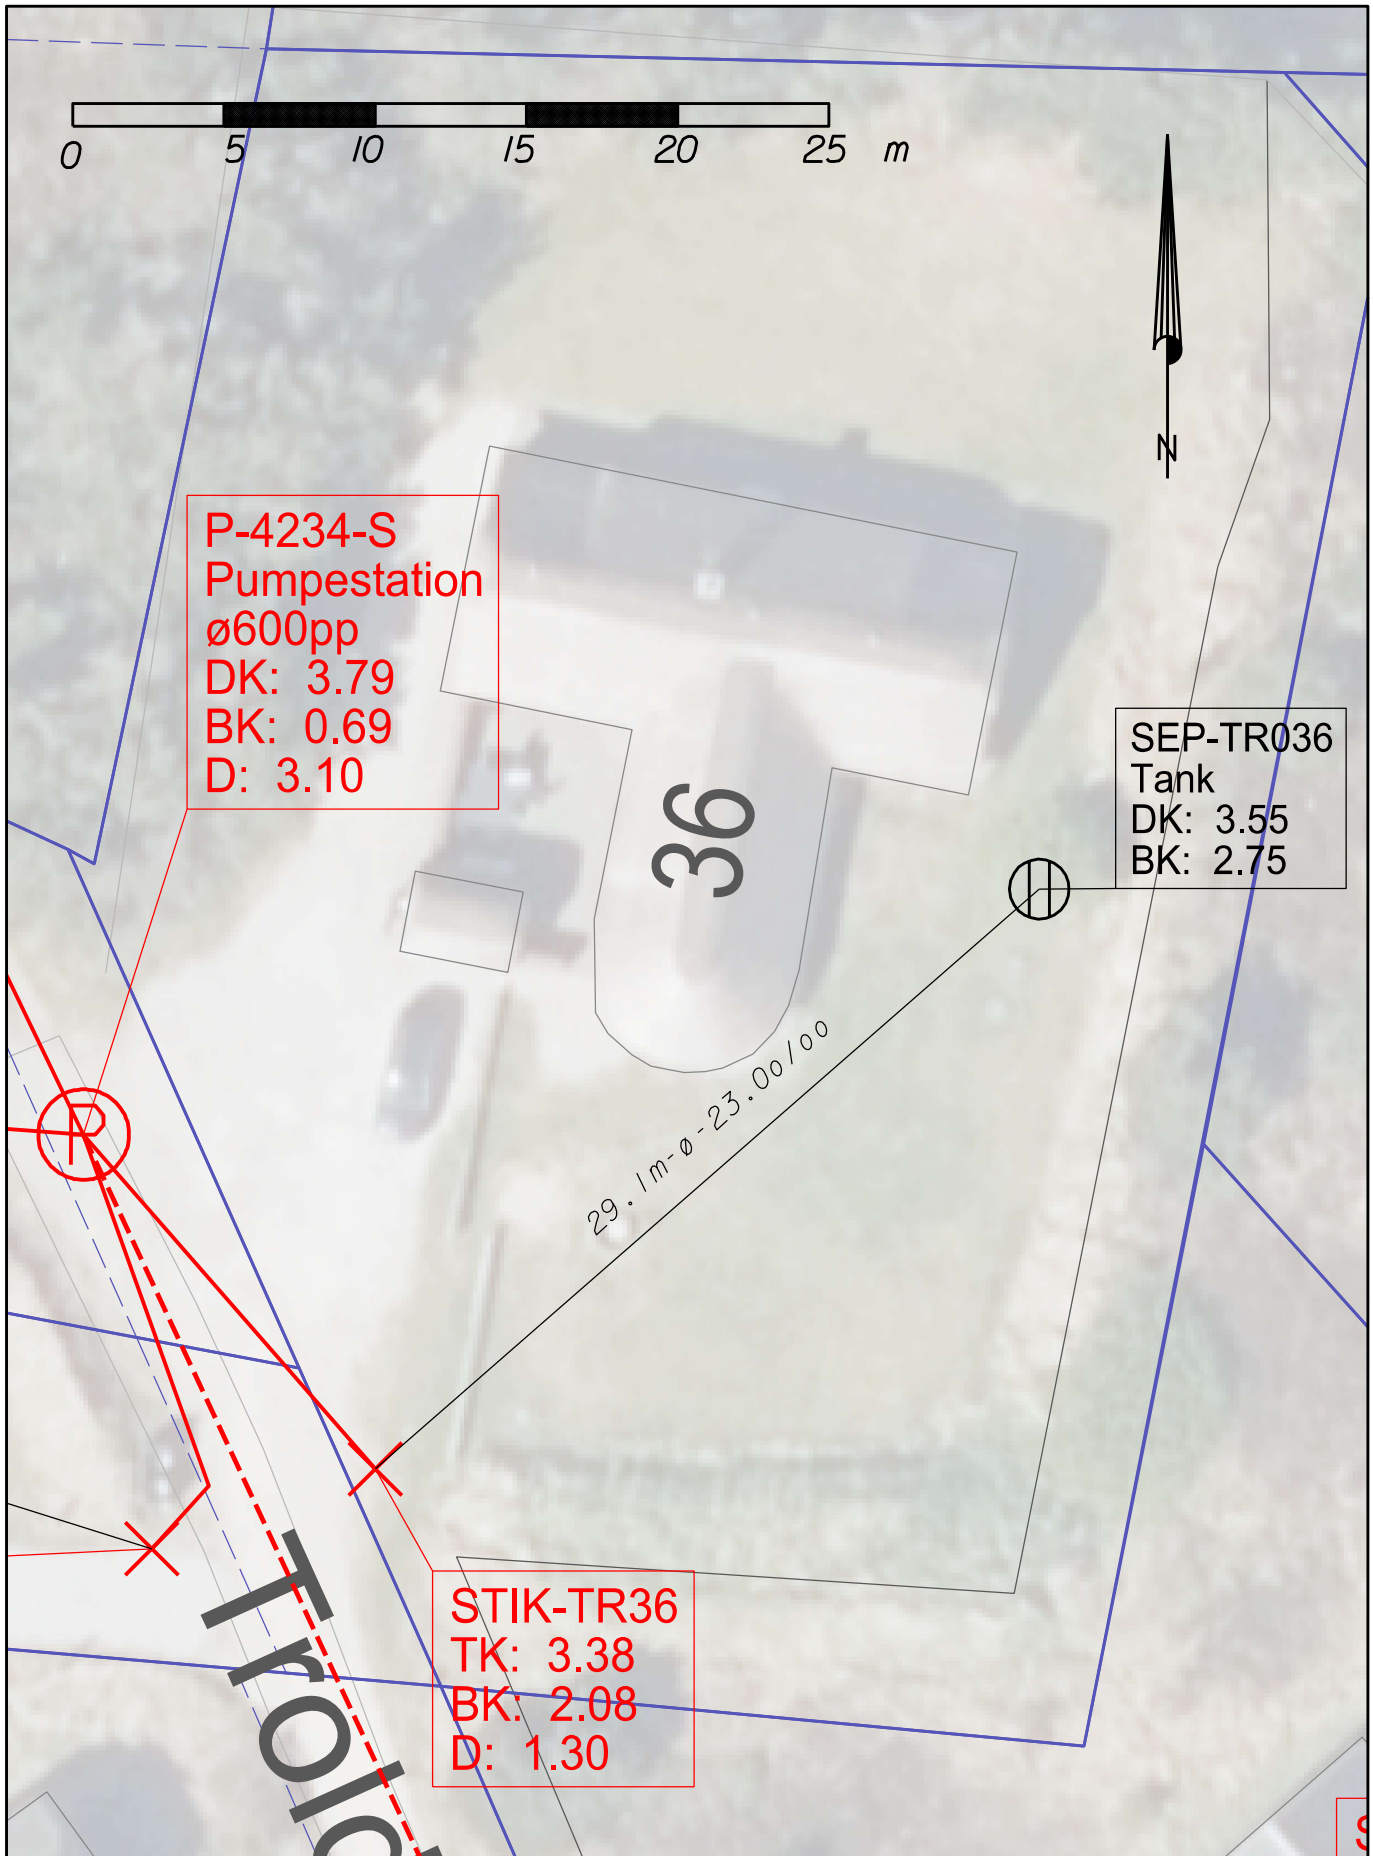 0 5 10 15 20 25 m
N
P-4234-S
Pumpestation
ø600pp
DK: 3.79
BK: 0.69
D: 3.10
SEP-TR036
Tank
DK: 3.55
BK: 2.75
36
29.1m-ø-23.0o/oo
P
STIK-TR36
TK: 3.38
BK: 2.08
D: 1.30
Trold
S